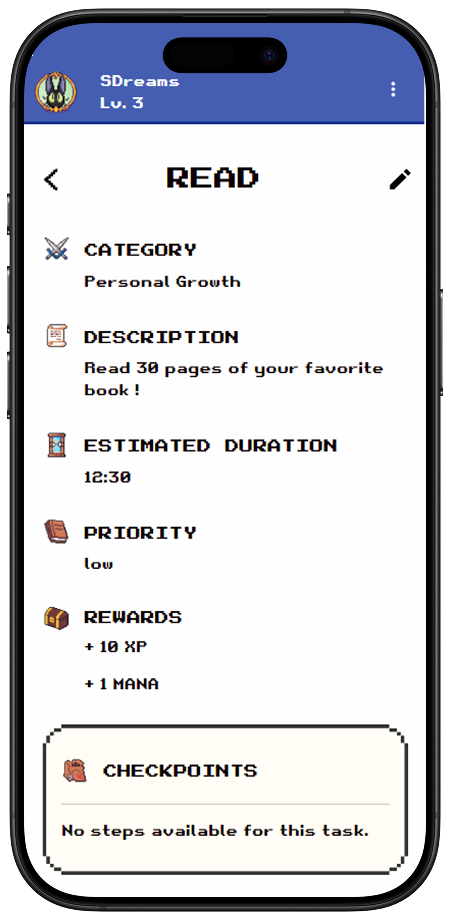 SDreams
Lv. 3
READ
CATEGORY
Personal Growth
DESCRIPTION
Read 30 pages of your favorite
book !
ESTIMATED DURATION
12:30
PRIORITY
low
REWARDS
+ 10 XP
+ 1 MANA
CHECKPOINTS
No steps available for this task.